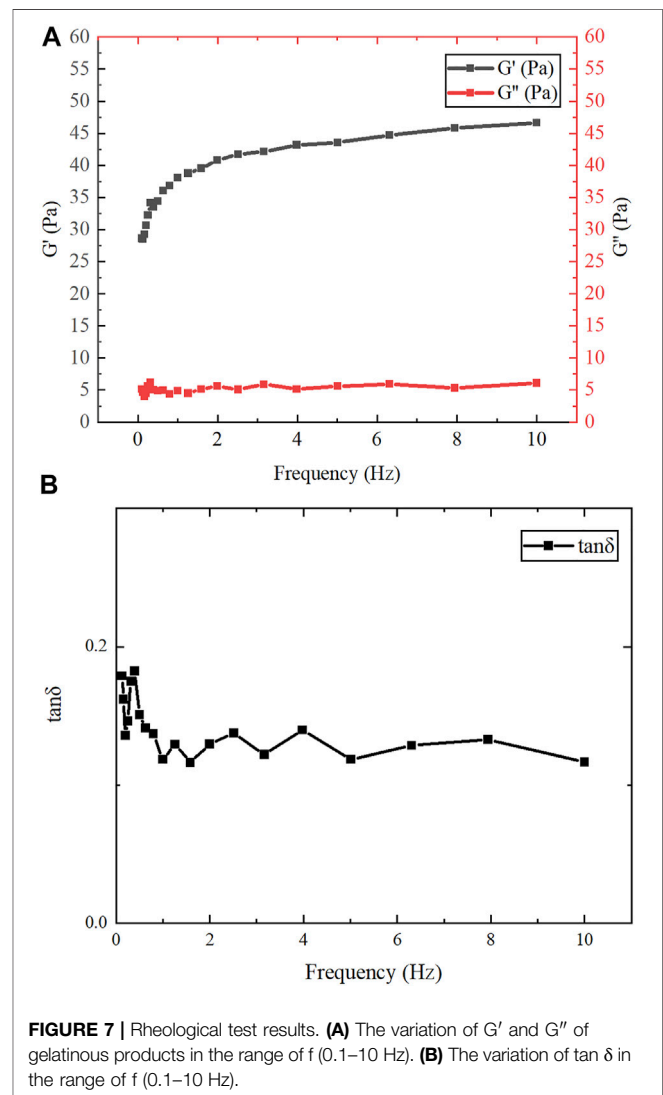 A
60
55
50
45
40
35
30
25
20
15
10
5
0
G' (Pa)
G' (Pa)
G'' (Pa)
60
55
50
45
40
35
30
25
20
15
10
5
0
G'' (Pa)
0 2 4 6 8 10
Frequency (Hz)
B
tanδ
0.2
0.0
tanδ
0 2 4 6 8 10
Frequency (Hz)
FIGURE 7 | Rheological test results. (A) The variation of G′ and G″ of
gelatinous products in the range of f (0.1–10 Hz). (B) The variation of tan δ in
the range of f (0.1–10 Hz).